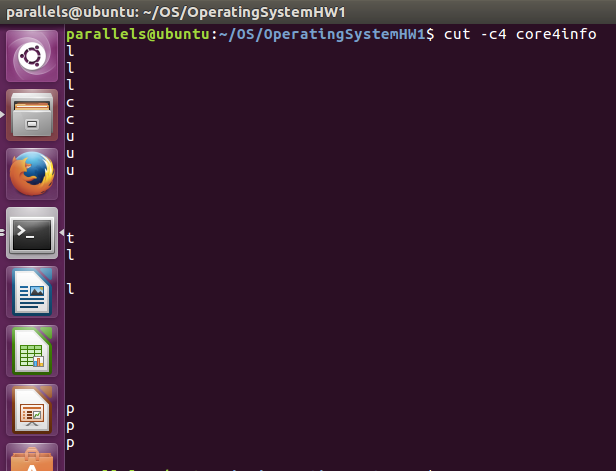 parallels@ubuntu: ~/OS/OperatingSystemHW1
parallels@ubuntu:~/OS/OperatingSystemHW1$ cut -c4 core4info
l
l
l
c
c
u
u
u
t
l
l
p
p
p